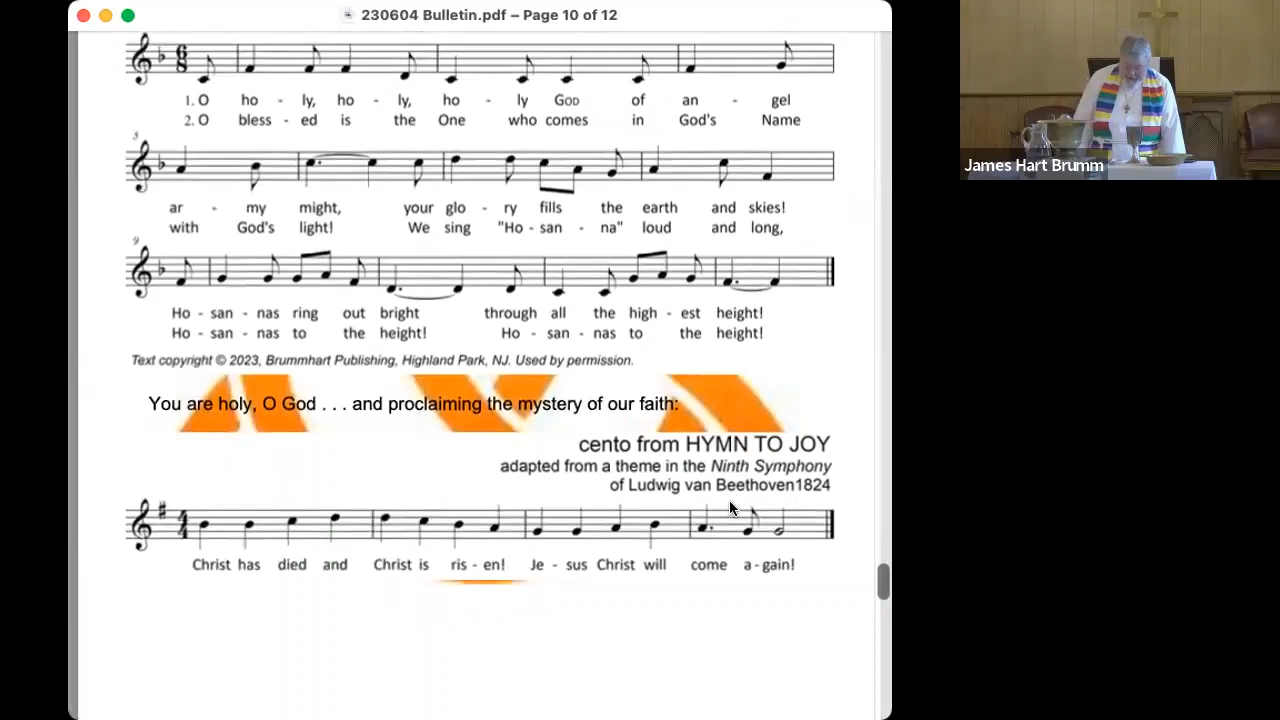 230604 Bulletin.pdf – Page 10 of 12
1. O ho - ly, ho - ly, ho - ly GOD of an - gel
2. O bless - ed is the One who comes in God's Name
5
ar - my might, your glo - ry fills the earth and skies!
with God's light! We sing "Ho - san - na" loud and long,
9
Ho - san - nas ring out bright through all the high - est height!
Ho - san - nas to the height! Ho - san - nas to the height!
Text copyright © 2023, Brummhart Publishing, Highland Park, NJ. Used by permission.
You are holy, O God . . . and proclaiming the mystery of our faith:
cento from HYMN TO JOY
adapted from a theme in the Ninth Symphony
of Ludwig van Beethoven1824
Christ has died and Christ is ris - en! Je - sus Christ will come a - gain!
James Hart Brumm